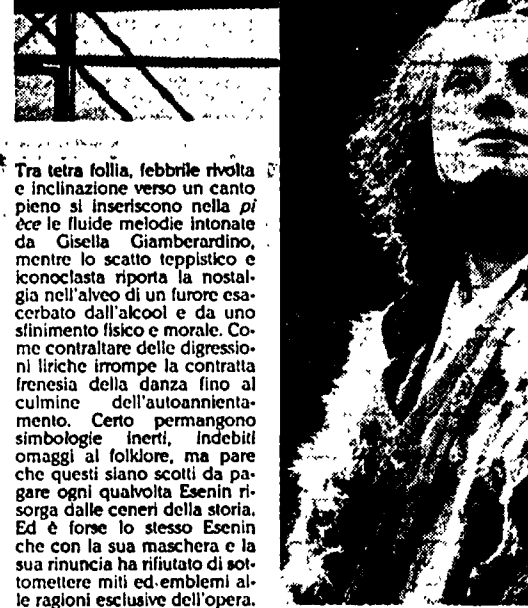 Tra tetra follia, febbrile rivolta
e inclinazione verso un canto
pieno si inseriscono nella pi
èce le fluide melodie intonate
da Gisella Giamberardino,
mentre lo scatto teppistico e
iconoclasta riporta la nostal-
gia nell'alveo di un furore esa-
cerbato dall'alcool e da uno
sfinimento fisico e morale. Co-
me contraltare delle digressio-
ni liriche irrompe la contratta
frenesia della danza fino al
culmine dell'autoannienta-
mento. Certo permangono
simbologie inerti, indebiti
omaggi al folklore, ma pare
che questi siano scotti da pa-
gare ogni qualvolta Esenin ri-
sorga dalle ceneri della storia.
Ed è forse lo stesso Esenin
che con la sua maschera e la
sua rinuncia ha rifiutato di sot-
tomettere miti ed emblemi al-
le ragioni esclusive dell'opera.